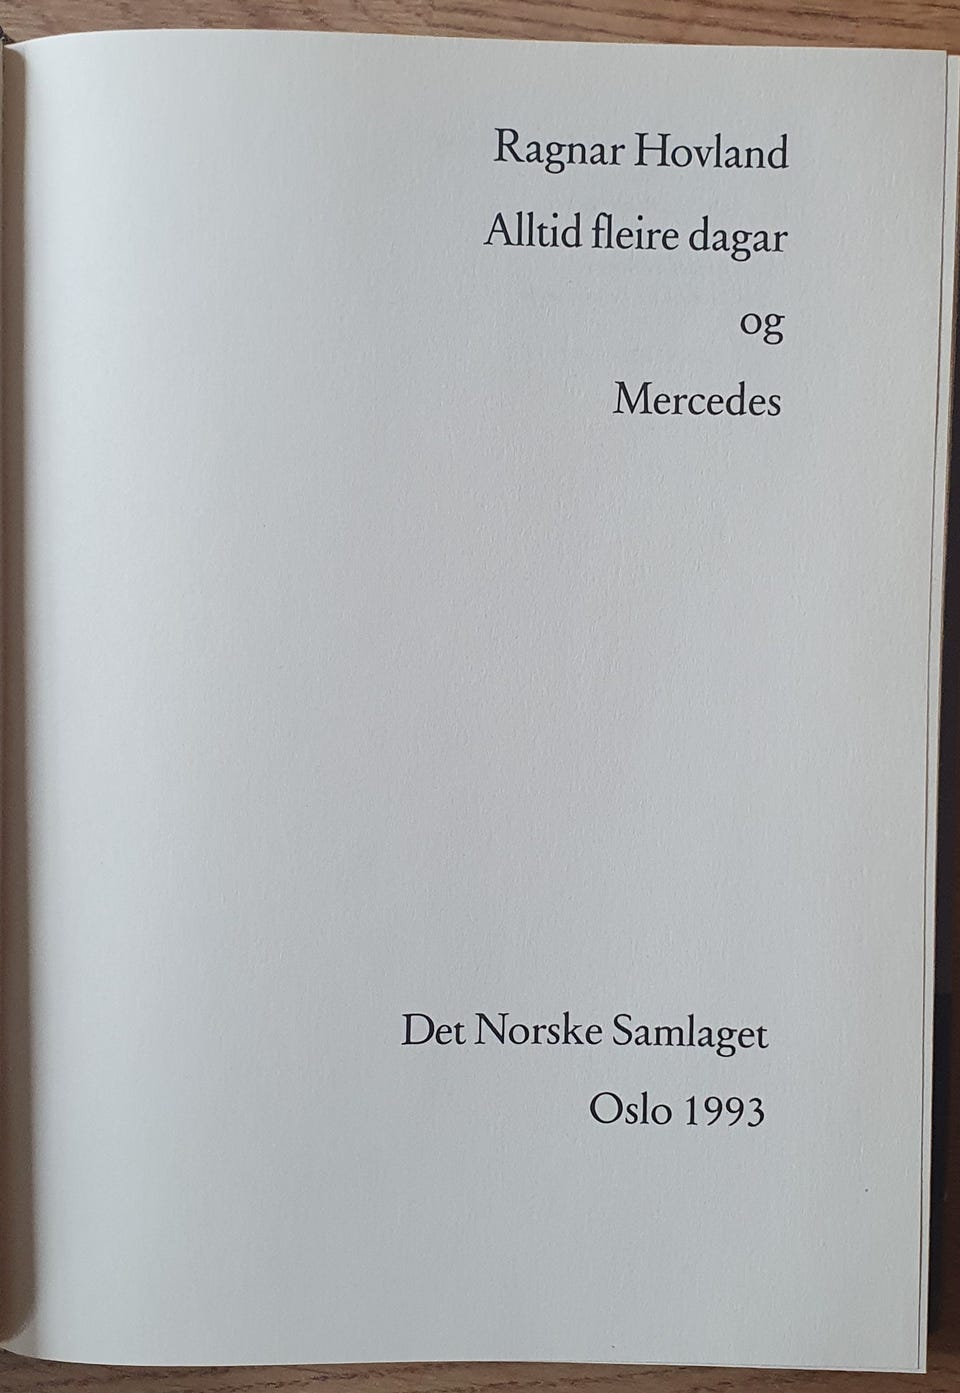 Ragnar Hovland
Alltid fleire dagar
og
Mercedes
Det Norske Samlaget
Oslo 1993